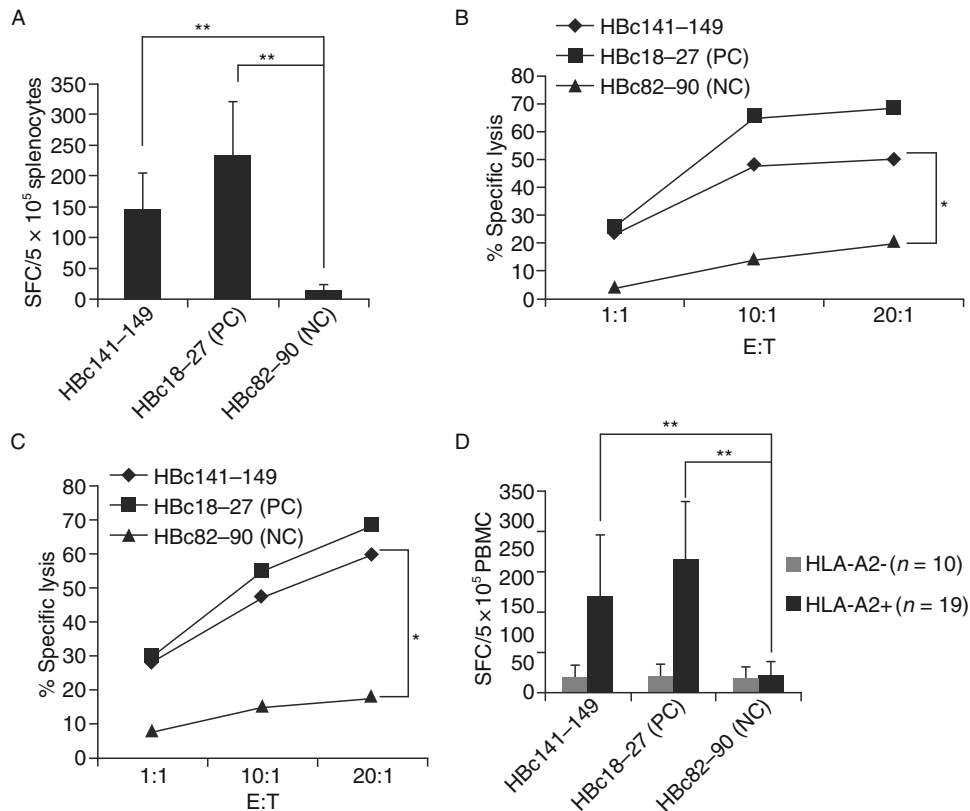 A
**
**
SFC/5 × 10⁵ splenocytes
350
300
250
200
150
100
50
0
HBc141–149
HBc18–27 (PC)
HBc82–90 (NC)
B
HBc141–149
HBc18–27 (PC)
HBc82–90 (NC)
% Specific lysis
80
70
60
50
40
30
20
10
0
*
1:1 10:1 20:1
E:T
C
HBc141–149
HBc18–27 (PC)
HBc82–90 (NC)
% Specific lysis
80
70
60
50
40
30
20
10
0
*
1:1 10:1 20:1
E:T
D
**
**
SFC/5 × 10⁵ PBMC
350
300
250
200
150
100
50
0
HLA-A2- (n = 10)
HLA-A2+ (n = 19)
HBc141–149
HBc18–27 (PC)
HBc82–90 (NC)